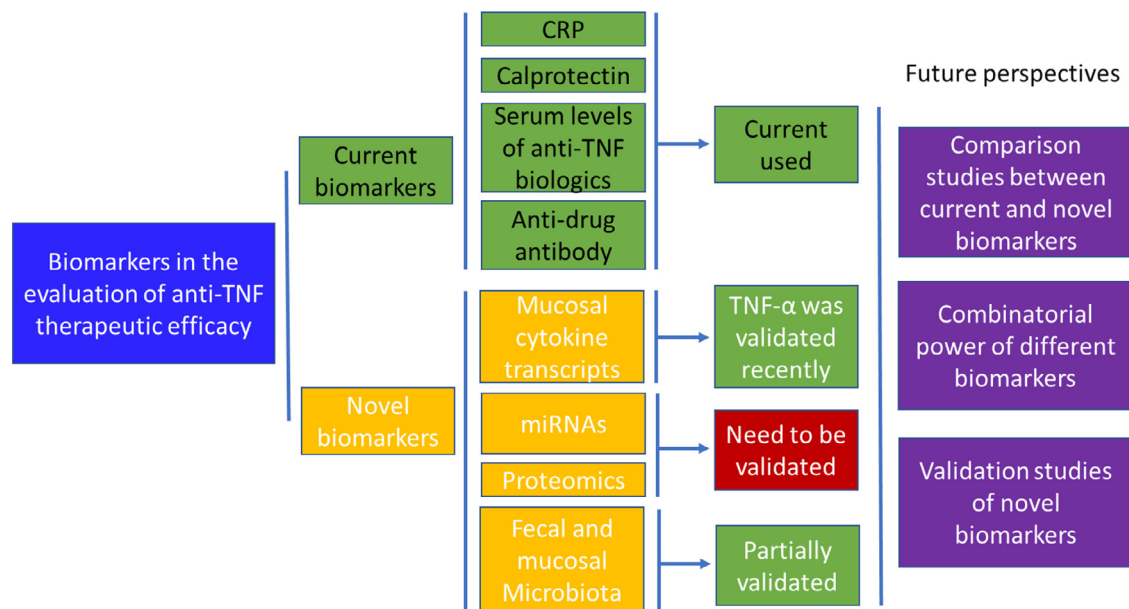 Biomarkers in the
evaluation of anti-TNF
therapeutic efficacy
Current
biomarkers
Novel
biomarkers
CRP
Calprotectin
Serum levels
of anti-TNF
biologics
Anti-drug
antibody
Mucosal
cytokine
transcripts
miRNAs
Proteomics
Fecal and
mucosal
Microbiota
Current
used
TNF-α was
validated
recently
Need to be
validated
Partially
validated
Future perspectives
Comparison
studies between
current and novel
biomarkers
Combinatorial
power of different
biomarkers
Validation studies
of novel
biomarkers